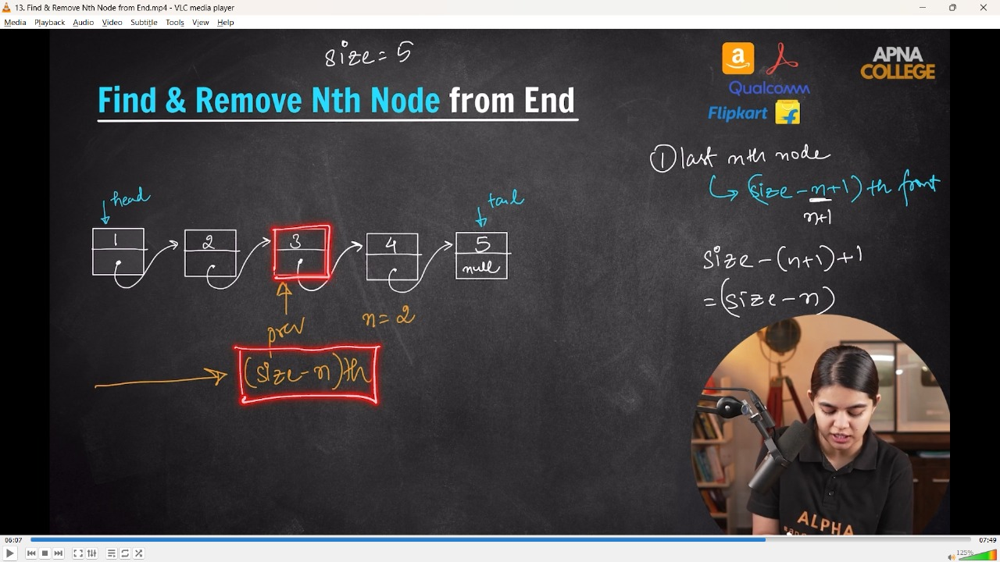 13. Find & Remove Nth Node from End.mp4 - VLC media player
Media Playback Audio Video Subtitle Tools View Help
size = 5
Find & Remove Nth Node from End
a
Qualcomm
Flipkart
APNA
COLLEGE
① last nth node
(size - n + 1)th front
n+1
size - (n+1) + 1
= (size - n)
head
tail
1 2 3 4 5
null
prev
n = 2
(size - n)th
ALPHA
06:07
07:49
125%